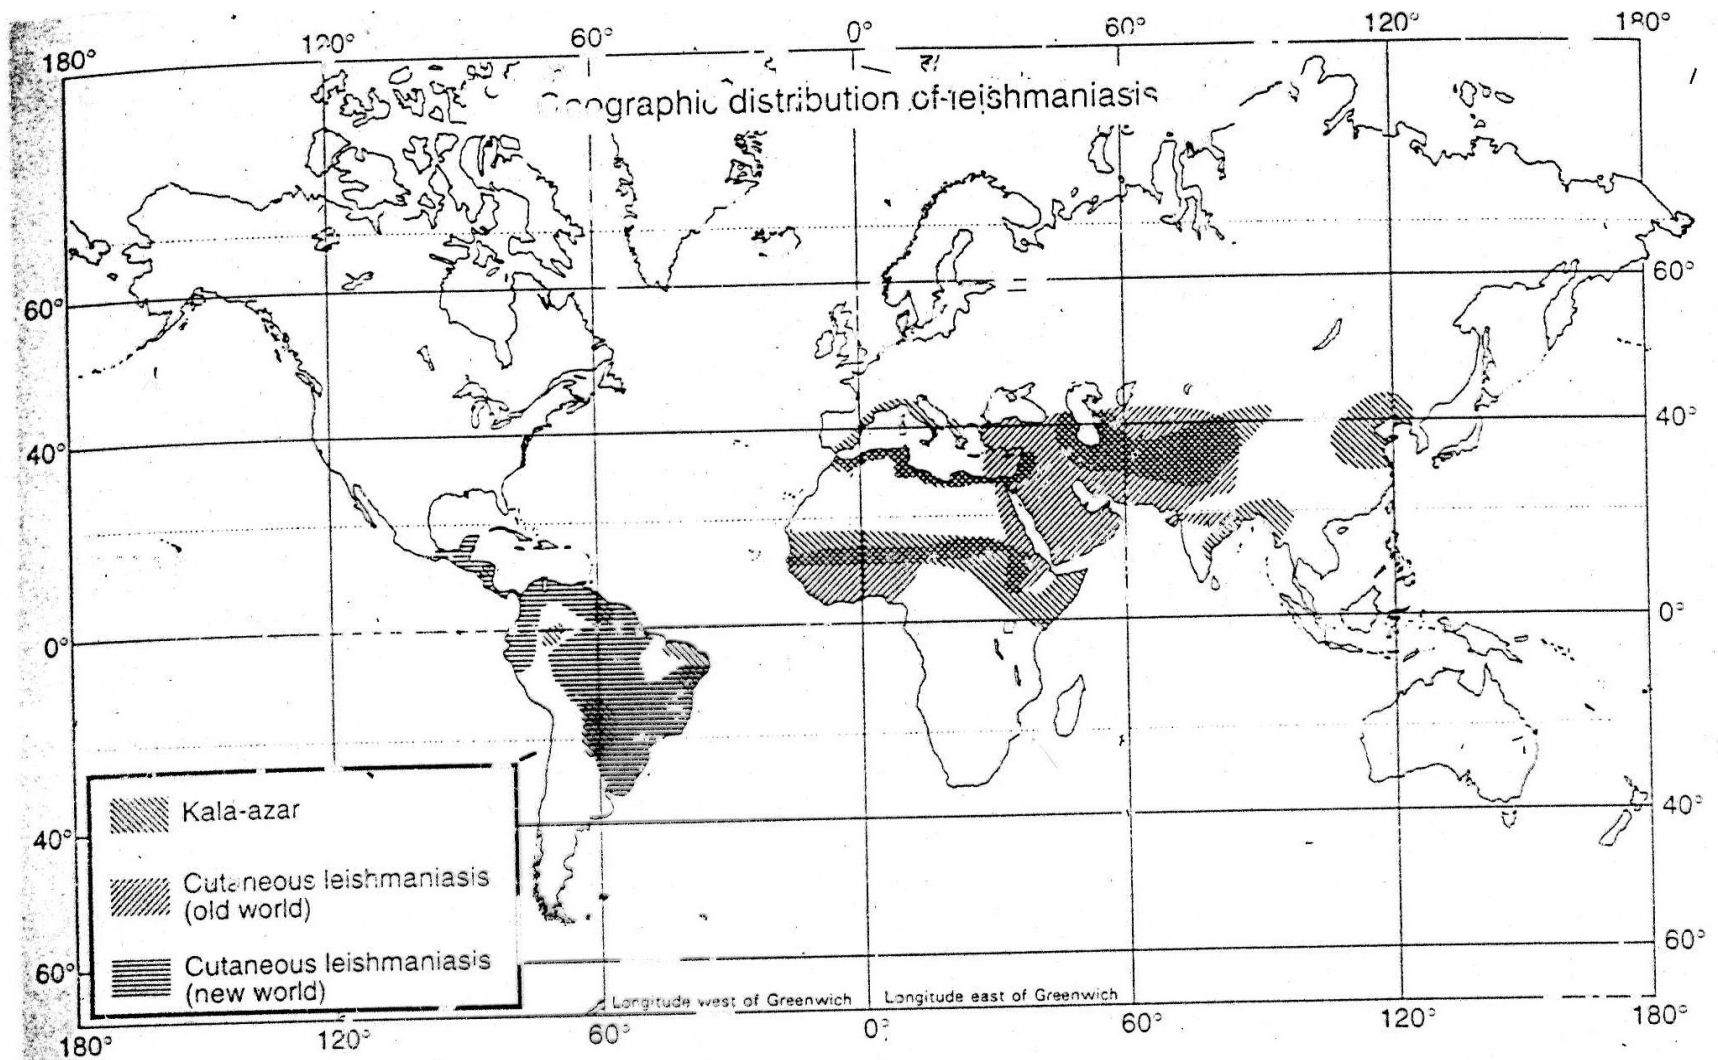 180° 120° 60° 0° 60° 120° 180°
Geographic distribution of leishmaniasis
60° 60°
40° 40°
0° 0°
Kala-azar
40° 40°
Cutaneous leishmaniasis
(old world)
60° 60°
Cutaneous leishmaniasis
(new world)
Longitude west of Greenwich Longitude east of Greenwich
180° 120° 60° 0° 60° 120° 180°